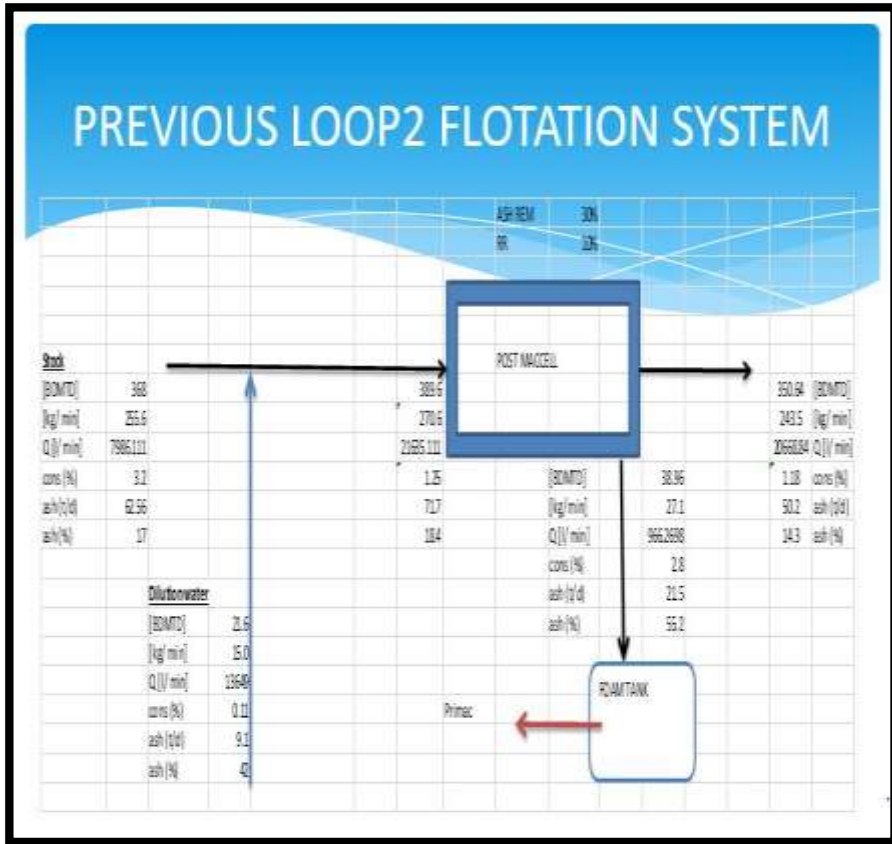 PREVIOUS LOOP2 FLOTATION SYSTEM
ASH REM 30%
RR 10%
Stock POST MACCELL
[BDMTD] 368 389.6 350.64 [BDMTD]
[kg/ min] 255.6 270.6 243.5 [kg/ min]
Q [l/ min] 7986.111 21635.111 20668.84 Q [l/ min]
cons (%) 3.2 1.25 [BDMTD] 38.96 1.18 cons (%)
ash (t/d) 62.56 71.7 [kg/ min] 27.1 50.2 ash (t/d)
ash (%) 17 18.4 Q [l/ min] 966.2698 14.3 ash (%)
cons (%) 2.8
Dilutionwater ash (t/d) 21.5
[BDMTD] 21.6 ash (%) 55.2
[kg/ min] 15.0
Q [l/ min] 13649 FOAM TANK
cons (%) 0.11 Primac
ash (t/d) 9.1
ash (%) 42